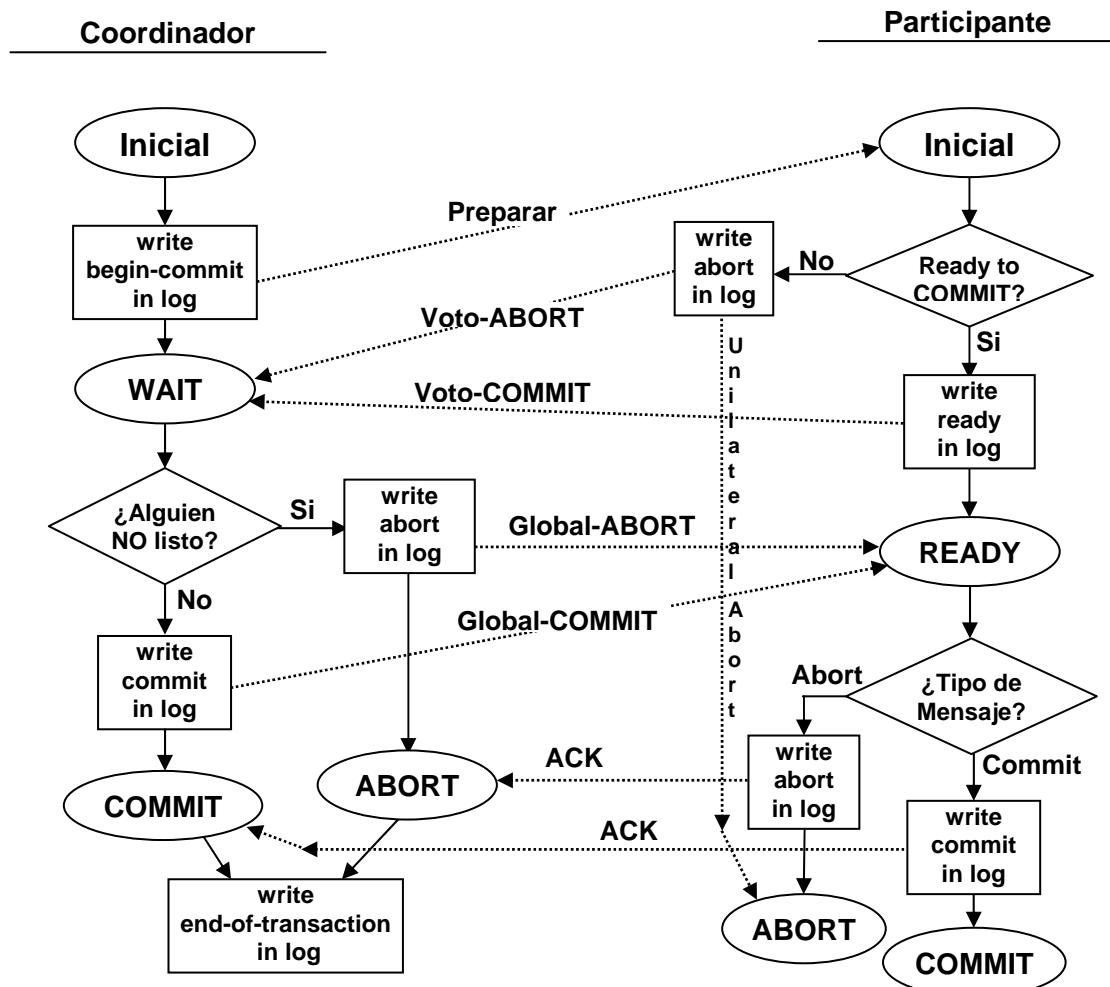 Coordinador
Participante
Inicial
Inicial
Preparar
write
begin-commit
in log
write
abort
in log
No
Ready to
COMMIT?
Voto-ABORT
Si
Unilateral Abort
WAIT
Voto-COMMIT
write
ready
in log
¿Alguien
NO listo?
Si
write
abort
in log
Global-ABORT
READY
No
Global-COMMIT
write
commit
in log
Abort
¿Tipo de
Mensaje?
write
abort
in log
Commit
ACK
ABORT
COMMIT
ACK
write
commit
in log
write
end-of-transaction
in log
ABORT
COMMIT